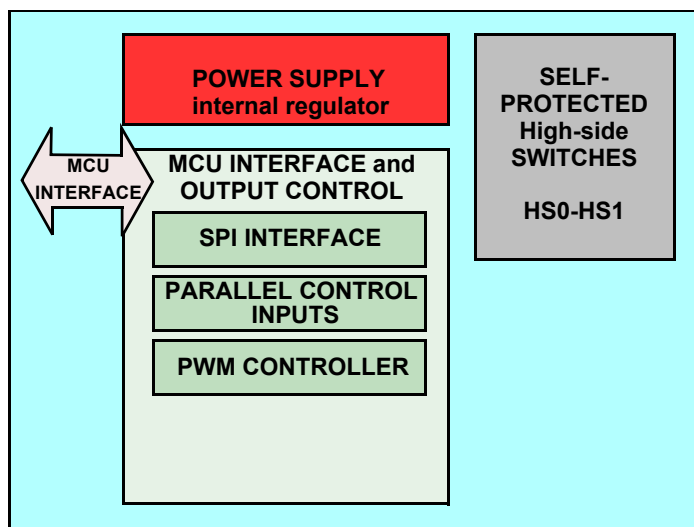 POWER SUPPLY
internal regulator
SELF-
PROTECTED
High-side
SWITCHES
HS0-HS1
MCU
INTERFACE
MCU INTERFACE and
OUTPUT CONTROL
SPI INTERFACE
PARALLEL CONTROL
INPUTS
PWM CONTROLLER